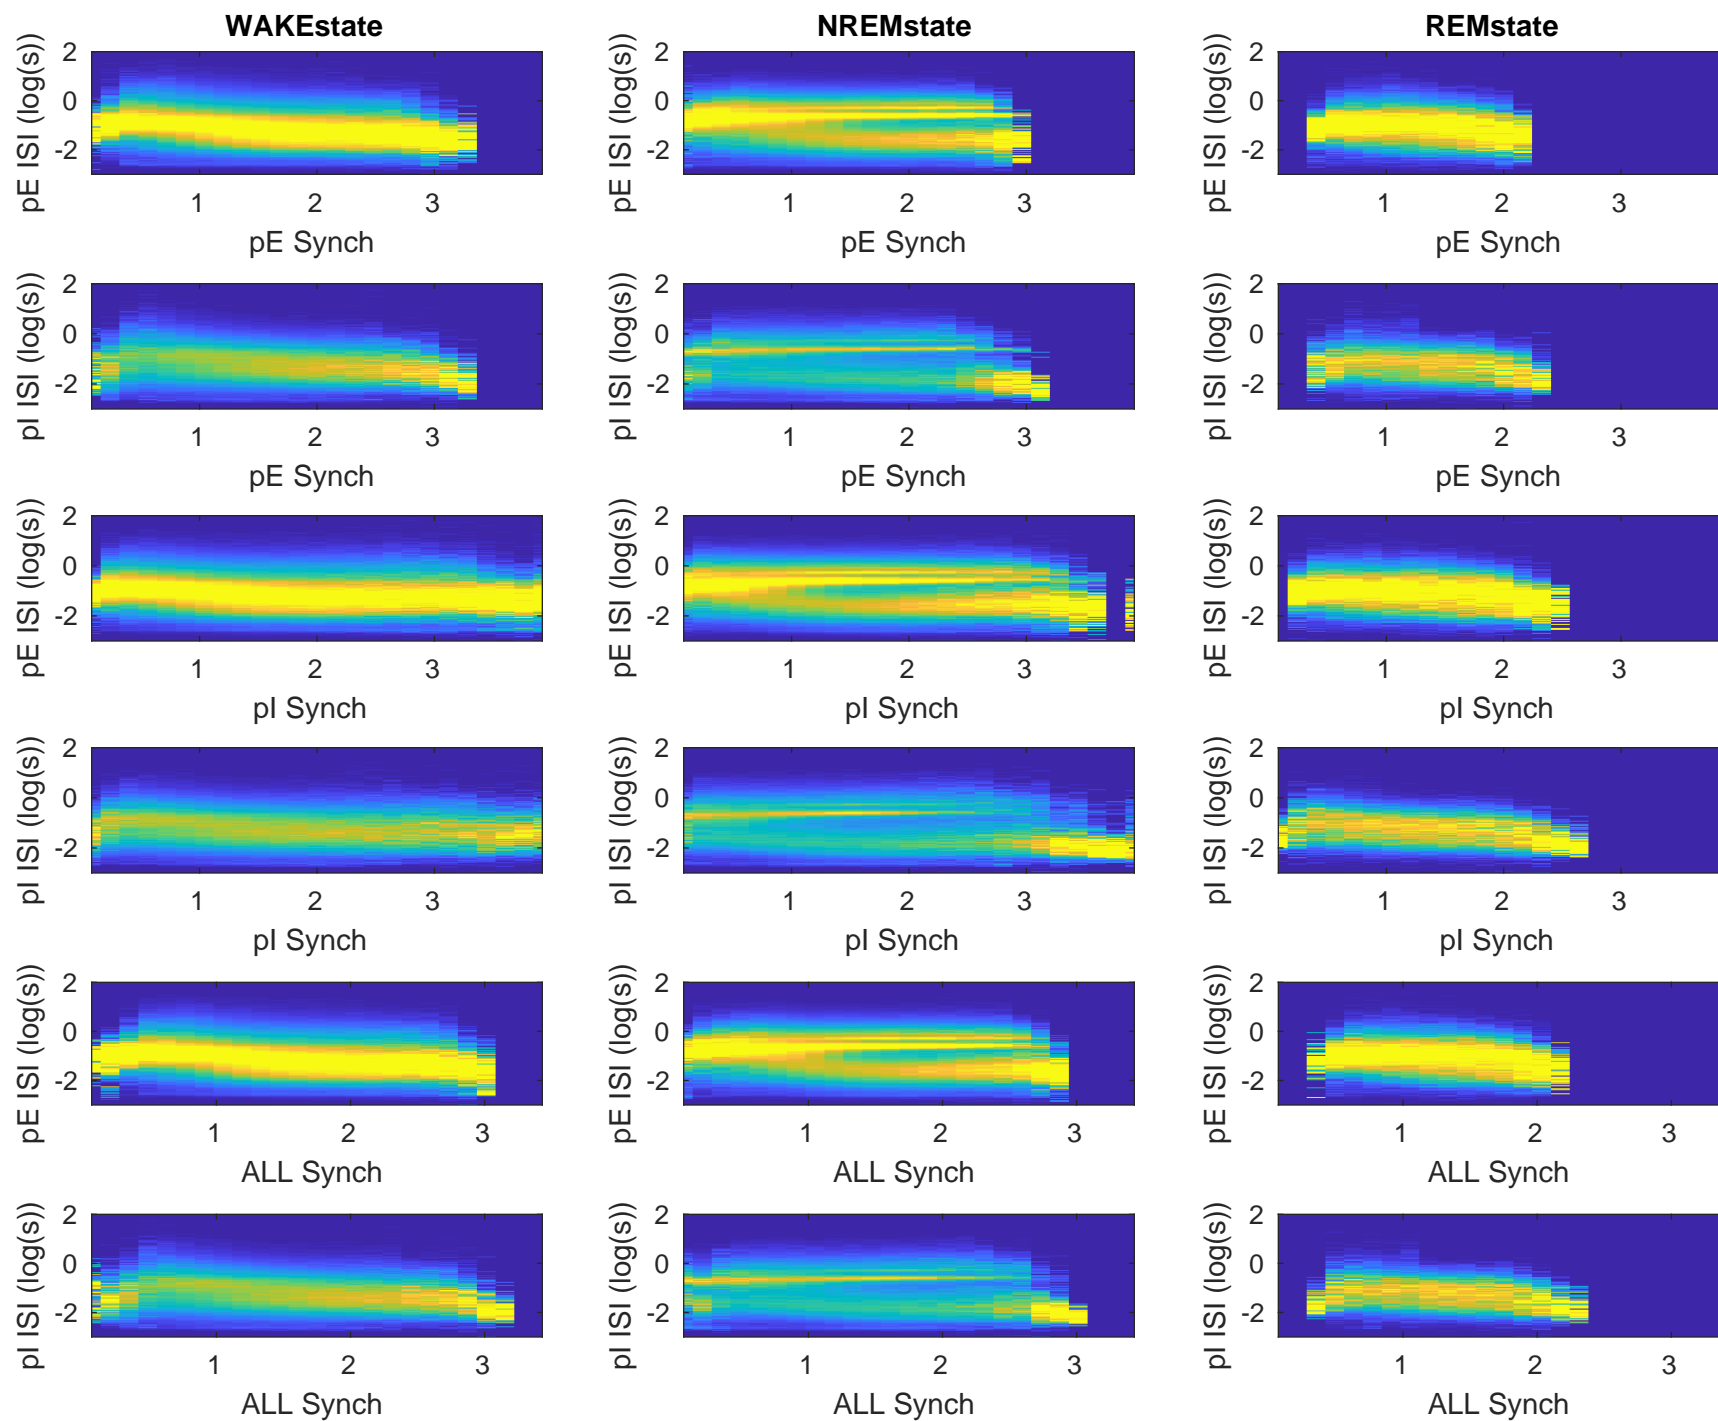 WAKEstate NREMstate REMstate
pE ISI (log(s)) 2 0 -2 pE ISI (log(s)) 2 0 -2 pE ISI (log(s)) 2 0 -2
1 2 3 1 2 3 1 2 3
pE Synch pE Synch pE Synch
pI ISI (log(s)) 2 0 -2 pI ISI (log(s)) 2 0 -2 pI ISI (log(s)) 2 0 -2
1 2 3 1 2 3 1 2 3
pE Synch pE Synch pE Synch
pE ISI (log(s)) 2 0 -2 pE ISI (log(s)) 2 0 -2 pE ISI (log(s)) 2 0 -2
1 2 3 1 2 3 1 2 3
pI Synch pI Synch pI Synch
pI ISI (log(s)) 2 0 -2 pI ISI (log(s)) 2 0 -2 pI ISI (log(s)) 2 0 -2
1 2 3 1 2 3 1 2 3
pI Synch pI Synch pI Synch
pE ISI (log(s)) 2 0 -2 pE ISI (log(s)) 2 0 -2 pE ISI (log(s)) 2 0 -2
1 2 3 1 2 3 1 2 3
ALL Synch ALL Synch ALL Synch
pI ISI (log(s)) 2 0 -2 pI ISI (log(s)) 2 0 -2 pI ISI (log(s)) 2 0 -2
1 2 3 1 2 3 1 2 3
ALL Synch ALL Synch ALL Synch